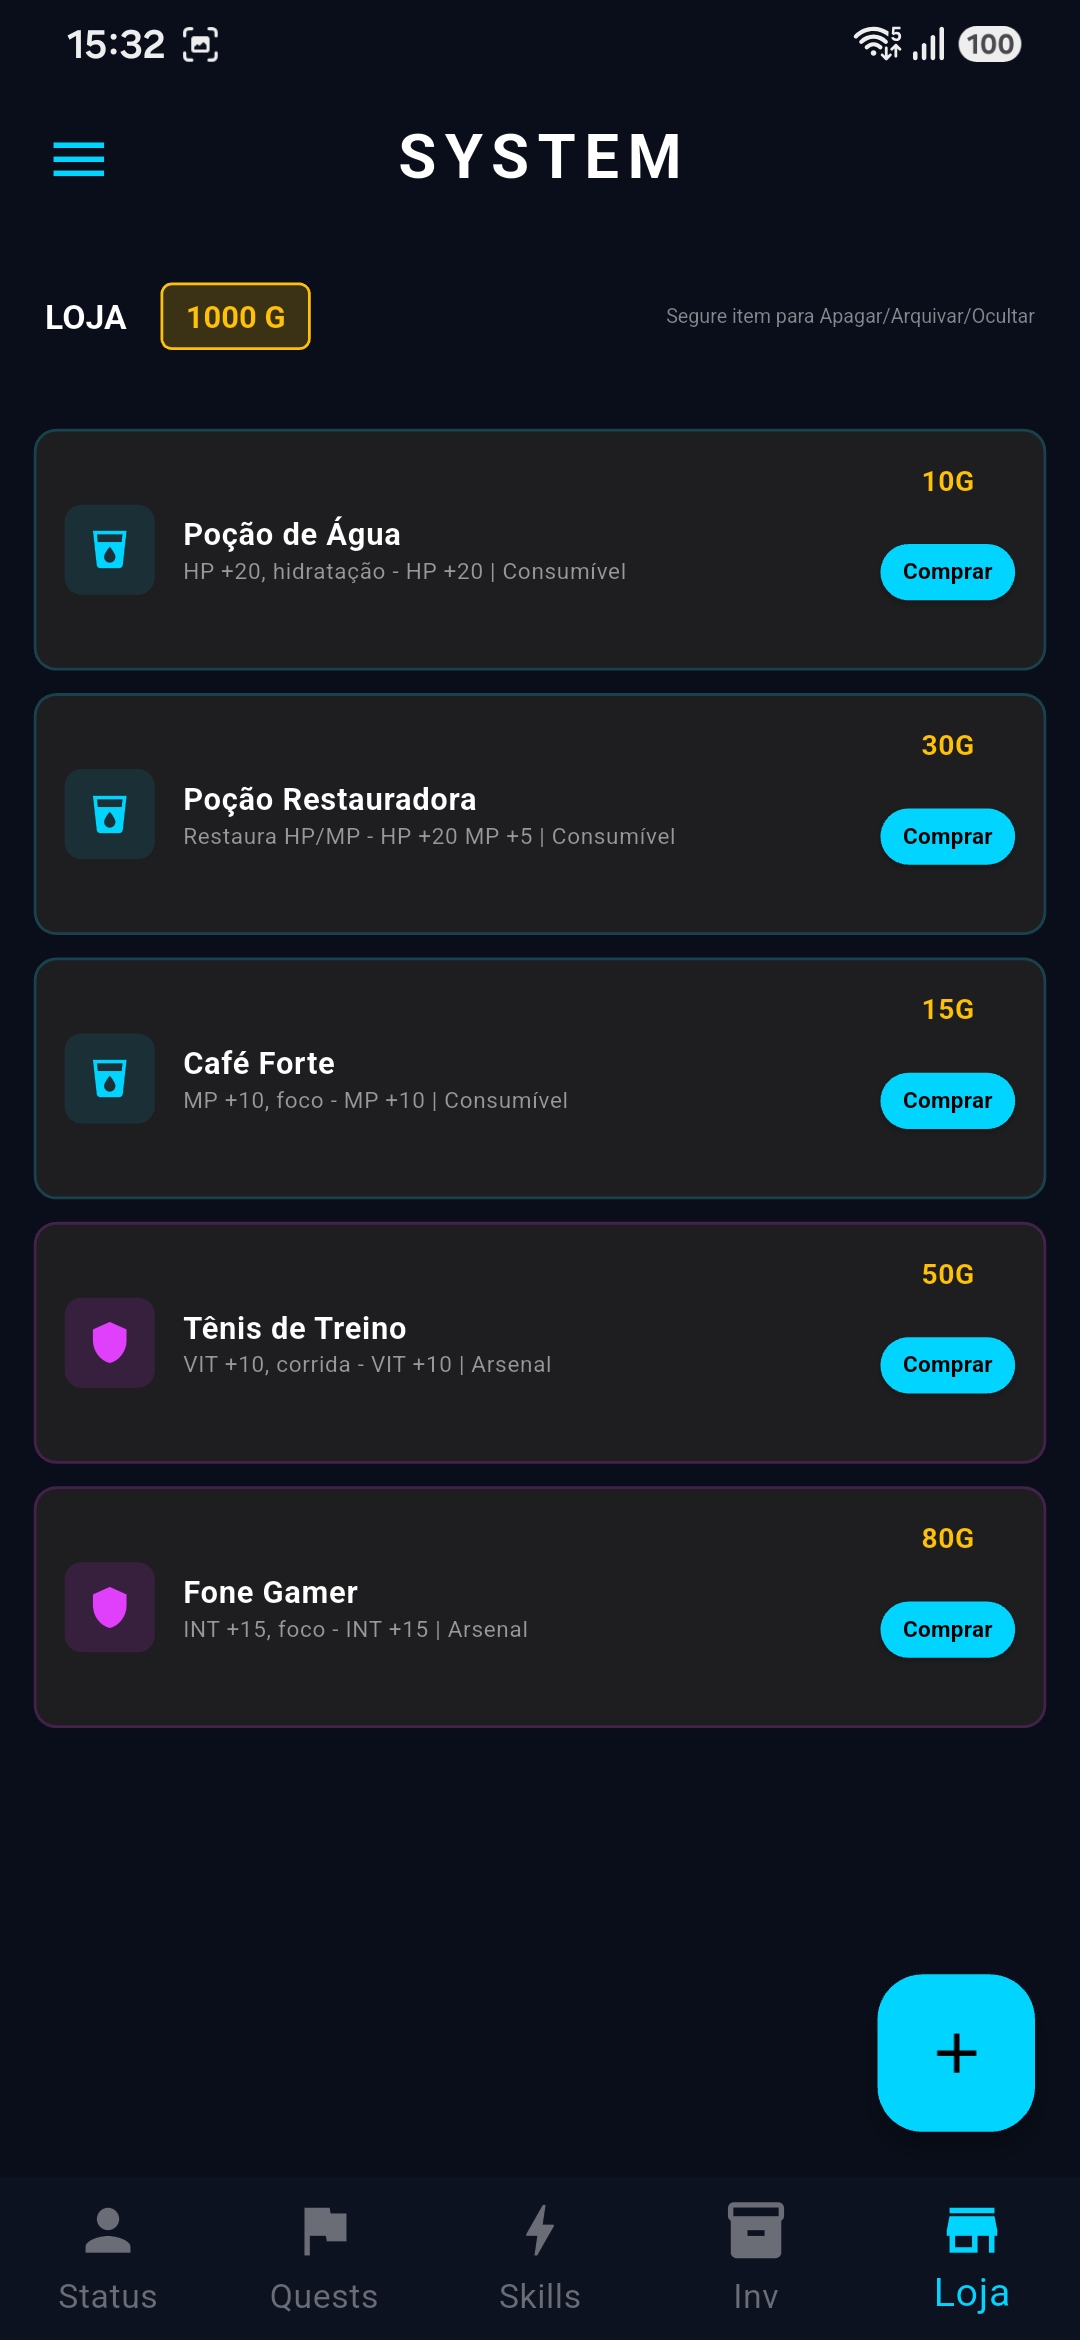 15:32
5
100
SYSTEM
LOJA
1000 G
Segure item para Apagar/Arquivar/Ocultar
10G
Poção de Água
HP +20, hidratação - HP +20 | Consumível
Comprar
30G
Poção Restauradora
Restaura HP/MP - HP +20 MP +5 | Consumível
Comprar
15G
Café Forte
MP +10, foco - MP +10 | Consumível
Comprar
50G
Tênis de Treino
VIT +10, corrida - VIT +10 | Arsenal
Comprar
80G
Fone Gamer
INT +15, foco - INT +15 | Arsenal
Comprar
+
Status
Quests
Skills
Inv
Loja